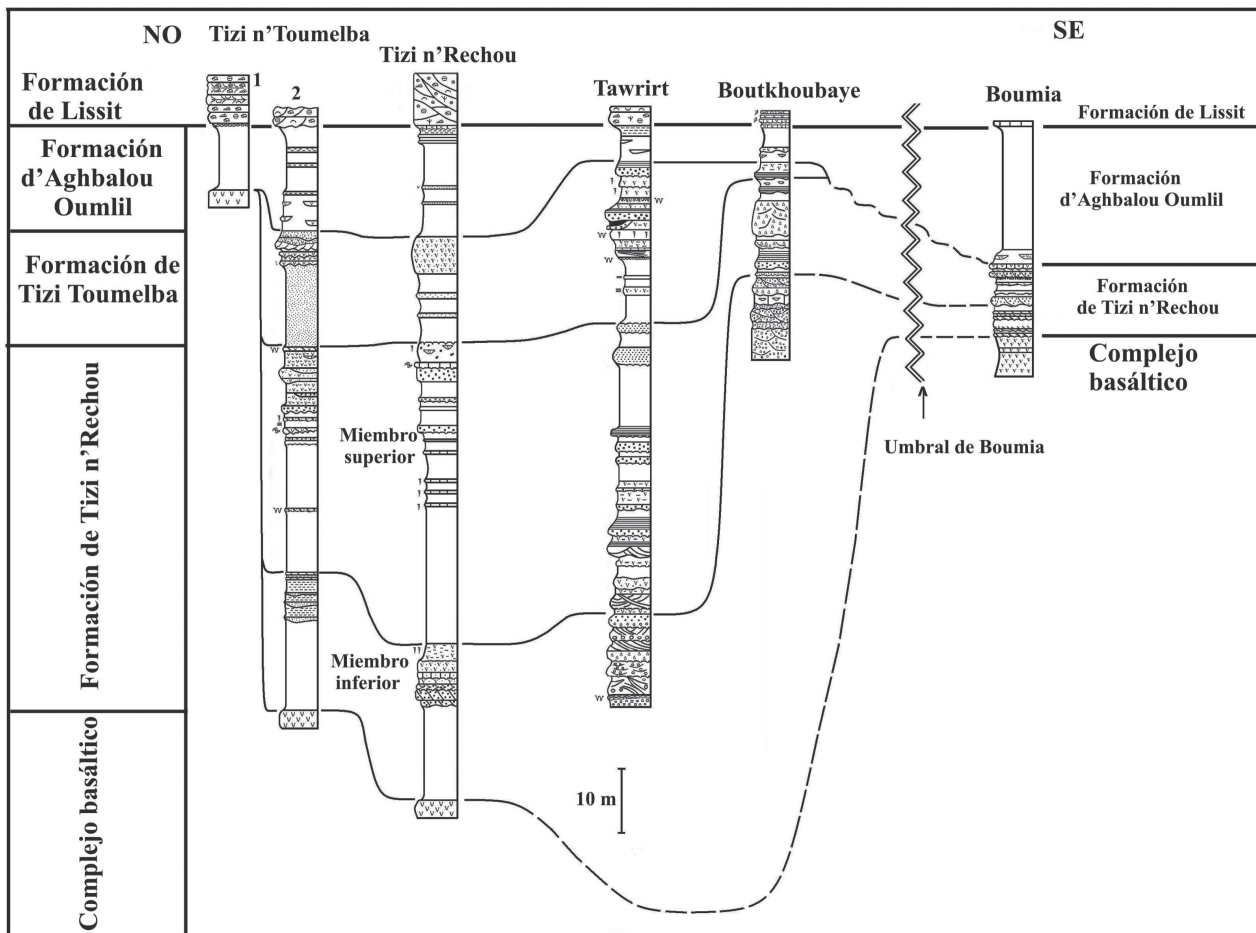 NO
Tizi n'Toumelba
Tizi n'Rechou
SE
Formación
de Lissit
1
2
Tawrirt
Boutkhoubaye
Boumia
Formación de Lissit
Formación
d'Aghbalou
Oumlil
Formación
d'Aghbalou Oumlil
Formación de
Tizi Toumelba
Formación
de Tizi n'Rechou
Complejo
basáltico
Formación de Tizi n'Rechou
Miembro
superior
Umbral de Boumia
Miembro
inferior
10 m
Complejo basáltico